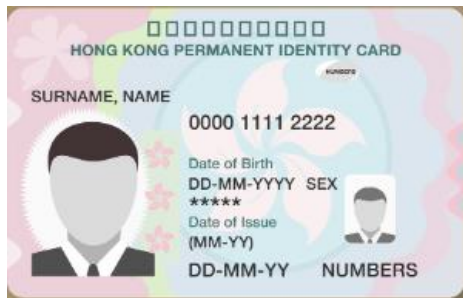 □□□□□□□□□□
HONG KONG PERMANENT IDENTITY CARD
NUMBERS
SURNAME, NAME
0000 1111 2222
Date of Birth
DD-MM-YYYY SEX
*****
Date of Issue
(MM-YY)
DD-MM-YY NUMBERS